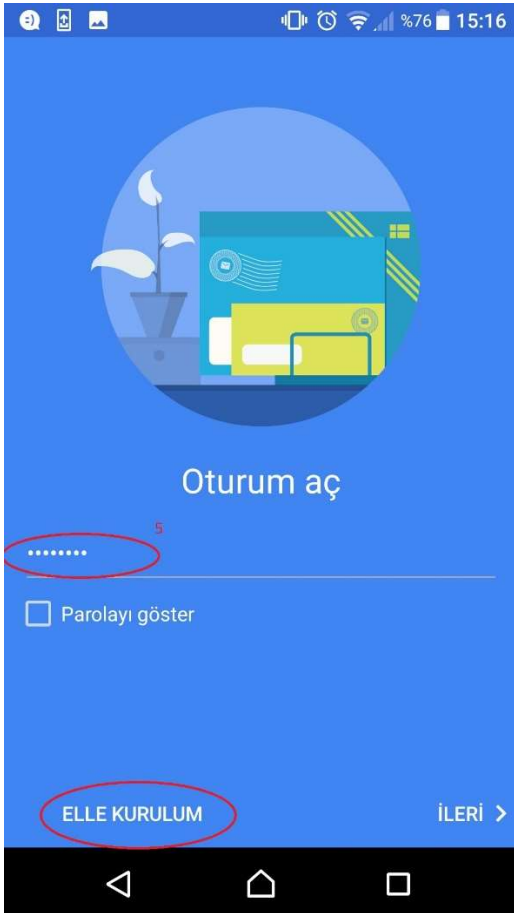 %76 15:16
Oturum aç
5
••••••••
Parolayı göster
ELLE KURULUM
İLERİ